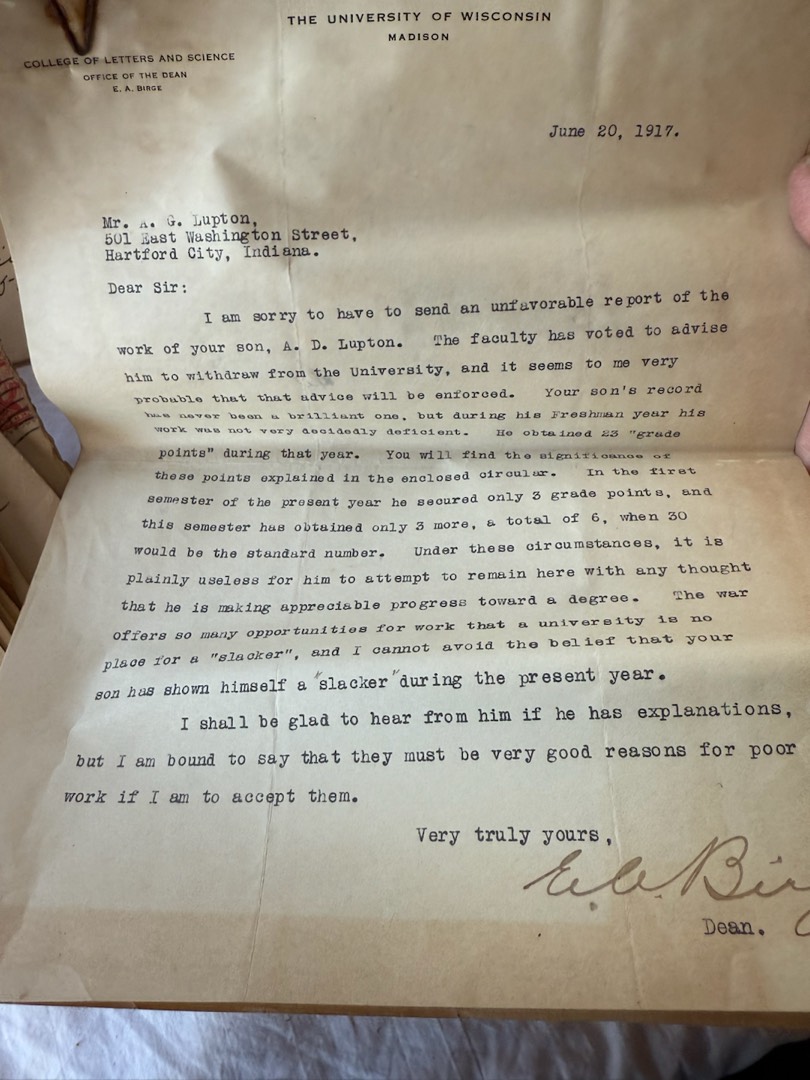 THE UNIVERSITY OF WISCONSIN
MADISON
COLLEGE OF LETTERS AND SCIENCE
OFFICE OF THE DEAN
E. A. BIRGE
June 20, 1917.
Mr. A. G. Lupton,
501 East Washington Street,
Hartford City, Indiana.
Dear Sir:
I am sorry to have to send an unfavorable report of the
work of your son, A. D. Lupton. The faculty has voted to advise
him to withdraw from the University, and it seems to me very
probable that that advice will be enforced. Your son's record
has never been a brilliant one, but during his Freshman year his
work was not very decidedly deficient. He obtained 23 "grade
points" during that year. You will find the significance of
these points explained in the enclosed circular. In the first
semester of the present year he secured only 3 grade points, and
this semester has obtained only 3 more, a total of 6, when 30
would be the standard number. Under these circumstances, it is
plainly useless for him to attempt to remain here with any thought
that he is making appreciable progress toward a degree. The war
offers so many opportunities for work that a university is no
place for a "slacker", and I cannot avoid the belief that your
son has shown himself a "slacker" during the present year.
I shall be glad to hear from him if he has explanations,
but I am bound to say that they must be very good reasons for poor
work if I am to accept them.
Very truly yours,
E. A. Bir
Dean.